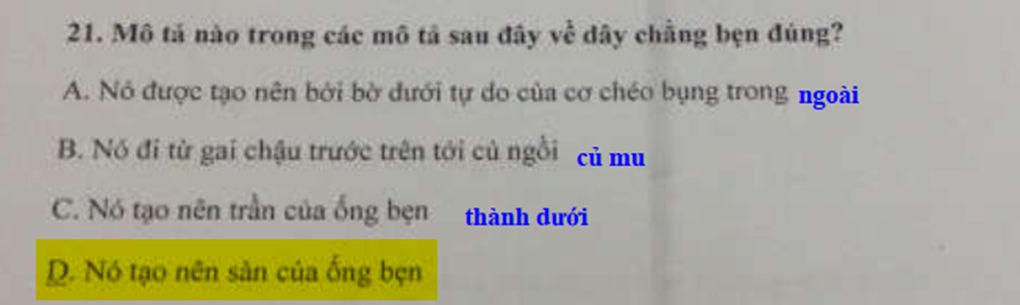 21. Mô tả nào trong các mô tả sau đây về dây chằng bẹn đúng?
A. Nó được tạo nên bởi bờ dưới tự do của cơ chéo bụng trong ngoài
B. Nó đi từ gai chậu trước trên tới củ ngồi củ mu
C. Nó tạo nên trần của ống bẹn thành dưới
D. Nó tạo nên sàn của ống bẹn